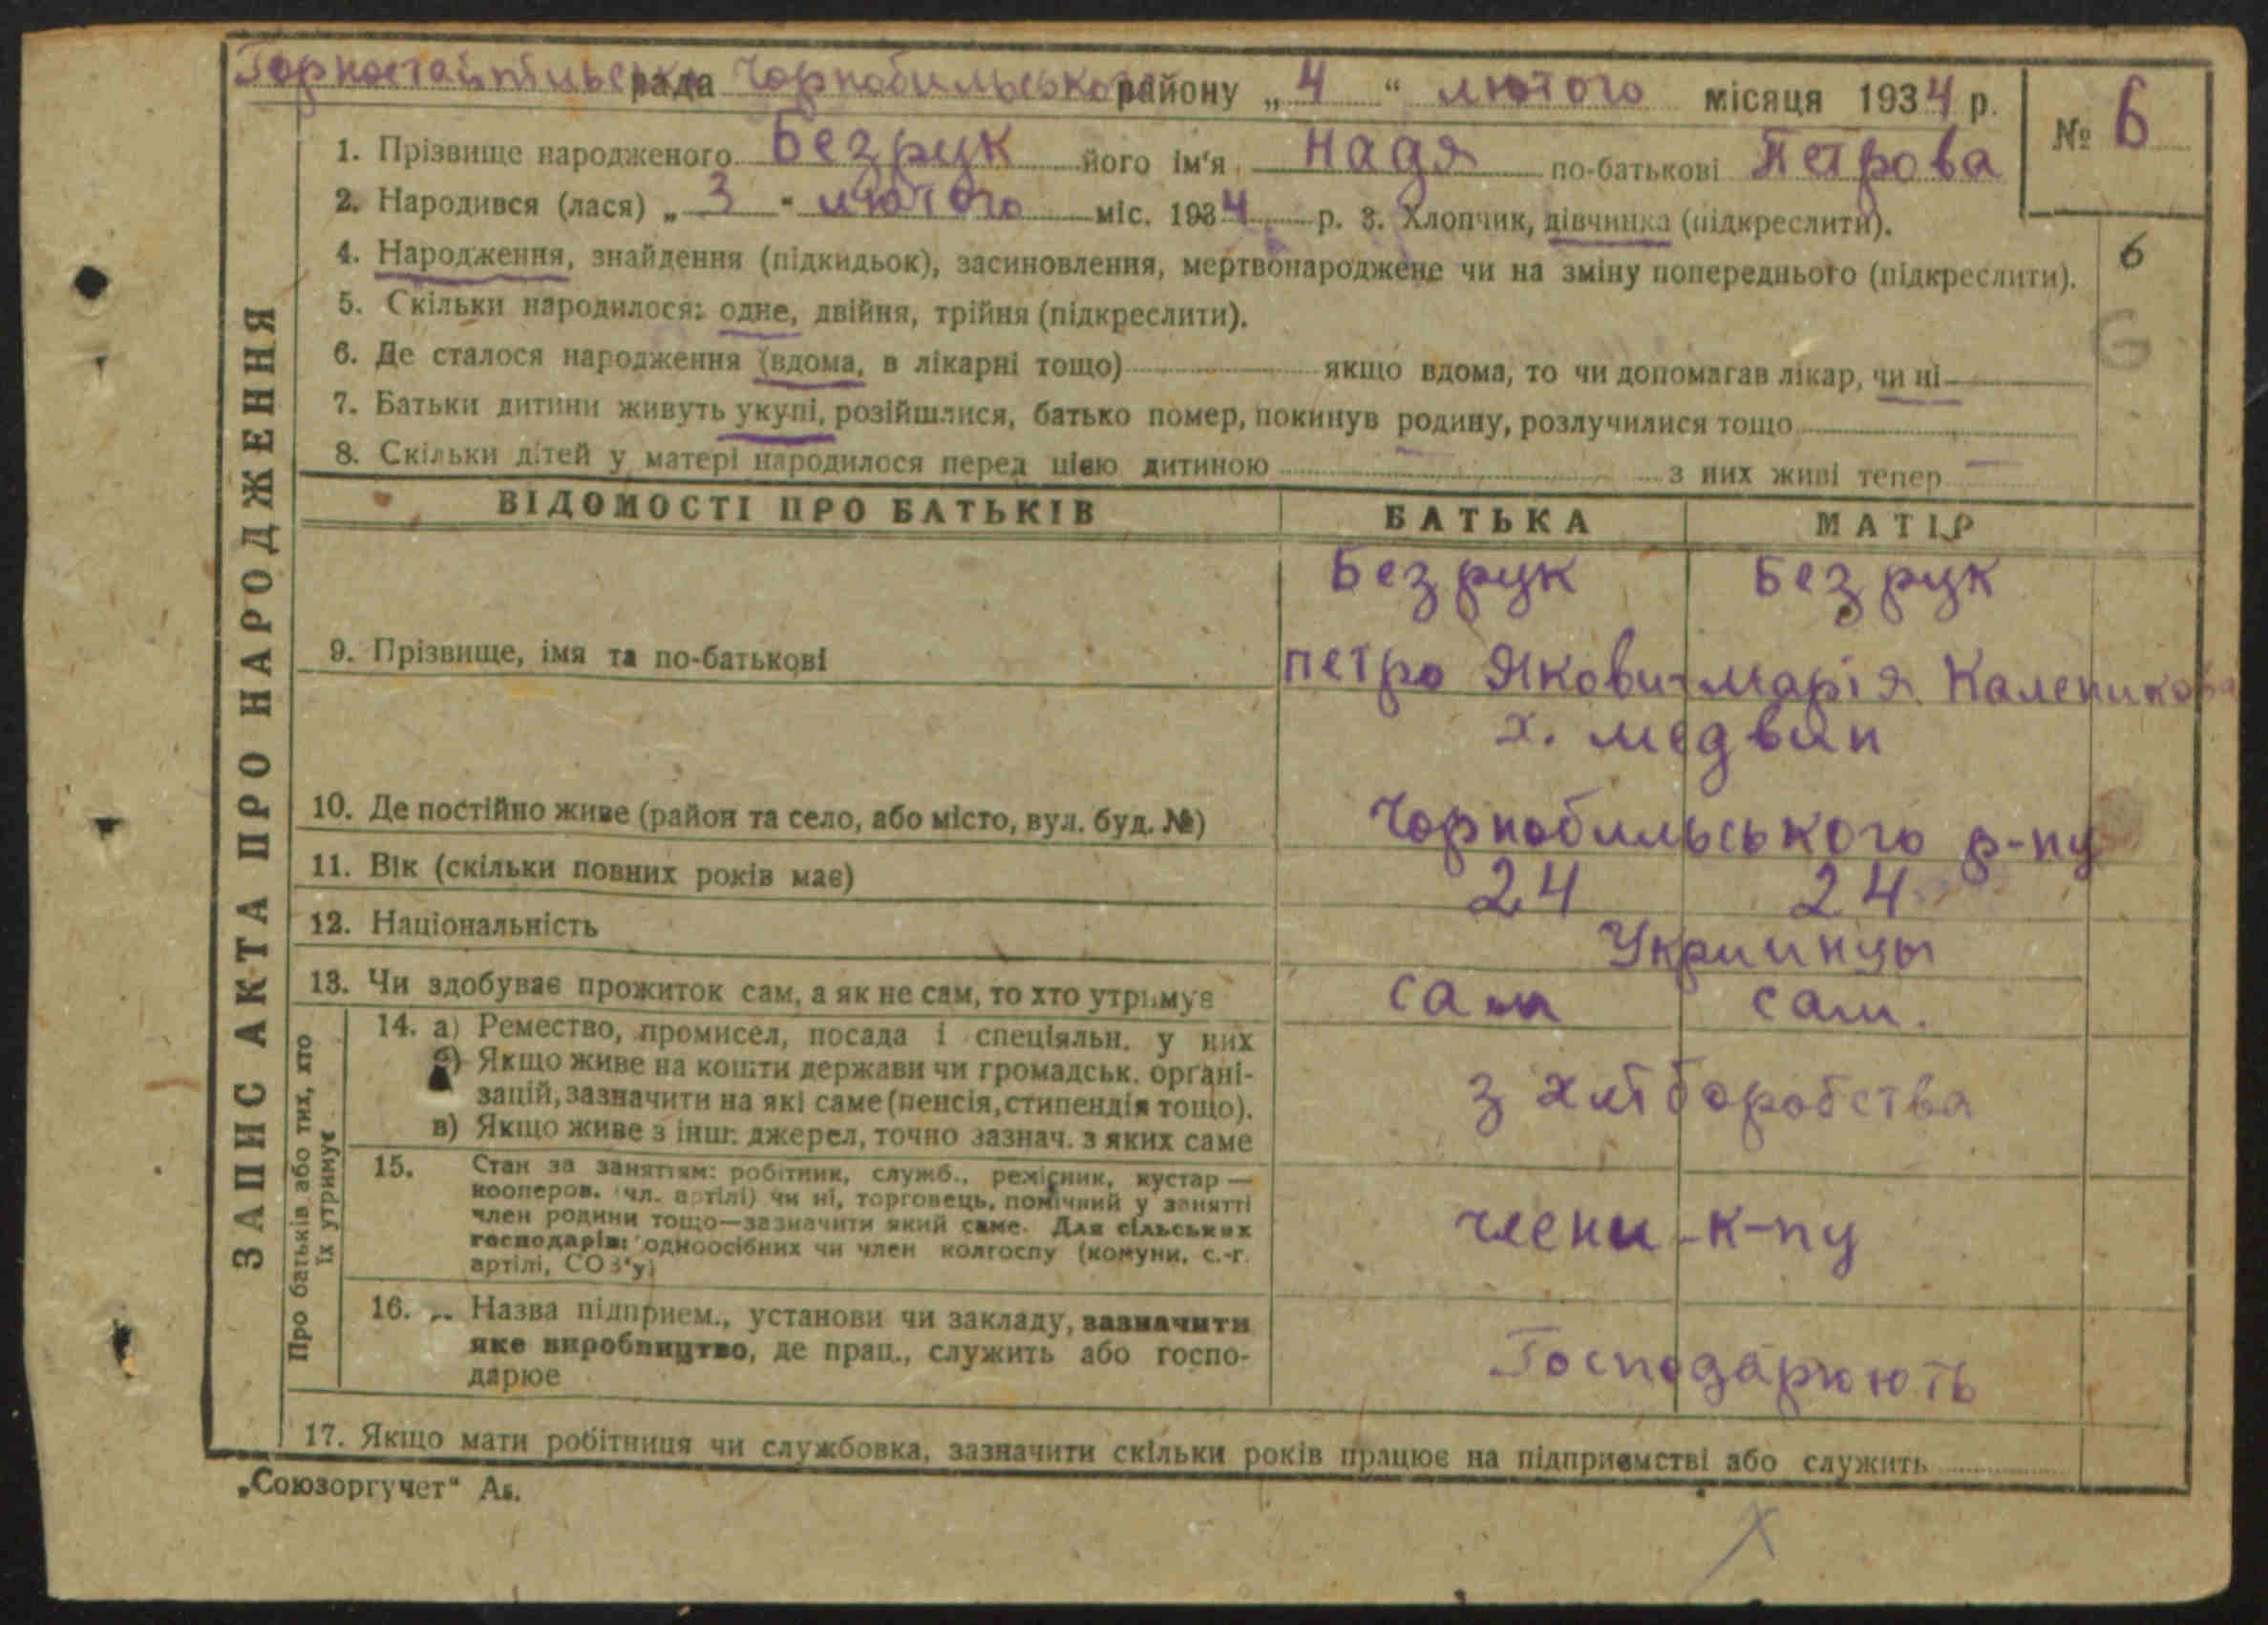 Горностайпільська рада Чорнобильського району „4“ лютого місяця 1934 р.
№ 6
1. Прізвище народженого Безрук його ім'я Надя по-батькові Петрова
2. Народився (лася) „3“ лютого міс. 1934 р. 3. Хлопчик, дівчинка (підкреслити).
6
4. Народження, знайдення (підкидьок), засиновлення, мертвонароджене чи на зміну попереднього (підкреслити).
5. Скільки народилося: одне, двійня, трійня (підкреслити).
6. Де сталося народження (вдома, в лікарні тощо) якщо вдома, то чи допомагав лікар, чи ні
7. Батьки дитини живуть укупі, розійшлися, батько помер, покинув родину, розлучилися тощо
8. Скільки дітей у матері народилося перед цією дитиною — з них живі тепер —
ЗАПИС АКТА ПРО НАРОДЖЕННЯ
ВІДОМОСТІ ПРО БАТЬКІВ БАТЬКА МАТІР
Безрук Безрук
9. Прізвище, імя та по-батькові Петро Якович Марія Каленикова
х. Медвин
10. Де постійно живе (район та село, або місто, вул. буд. №) Чорнобильського р-ну
11. Вік (скільки повних років має) 24 24
12. Національність Украинцы
13. Чи здобуває прожиток сам, а як не сам, то хто утримує сам сам.
Про батьків або тих, хто їх утримує
14. а) Ремество, промисел, посада і спеціяльн. у них
б) Якщо живе на кошти держави чи громадськ. органі-
зацій, зазначити на які саме (пенсія, стипендія тощо).
в) Якщо живе з інш. джерел, точно зазнач. з яких саме
з хліборобства
15. Стан за заняттям: робітник, служб., ремісник, кустар —
кооперов. (чл. артілі) чи ні, торговець, помічний у занятті
член родини тощо—зазначити який саме. Для сільських
господарів: одноосібних чи член колгоспу (комуни, с.-г.
артілі, СОЗ'у)
члени к-пу
16. „ Назва підприєм., установи чи закладу, зазначити
яке виробництво, де прац., служить або госпо-
дарює
Господарюють
17. Якщо мати робітниця чи службовка, зазначити скільки років працює на підприємстві або служить
„Союзоргучет“